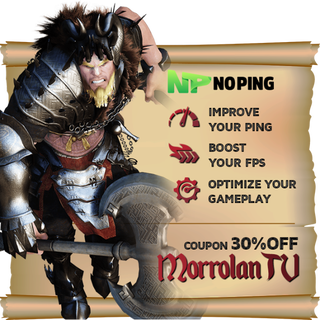 NP NOPING
IMPROVE
YOUR PING
BOOST
YOUR FPS
OPTIMIZE YOUR
GAMEPLAY
COUPON 30%OFF
MorrolanTV